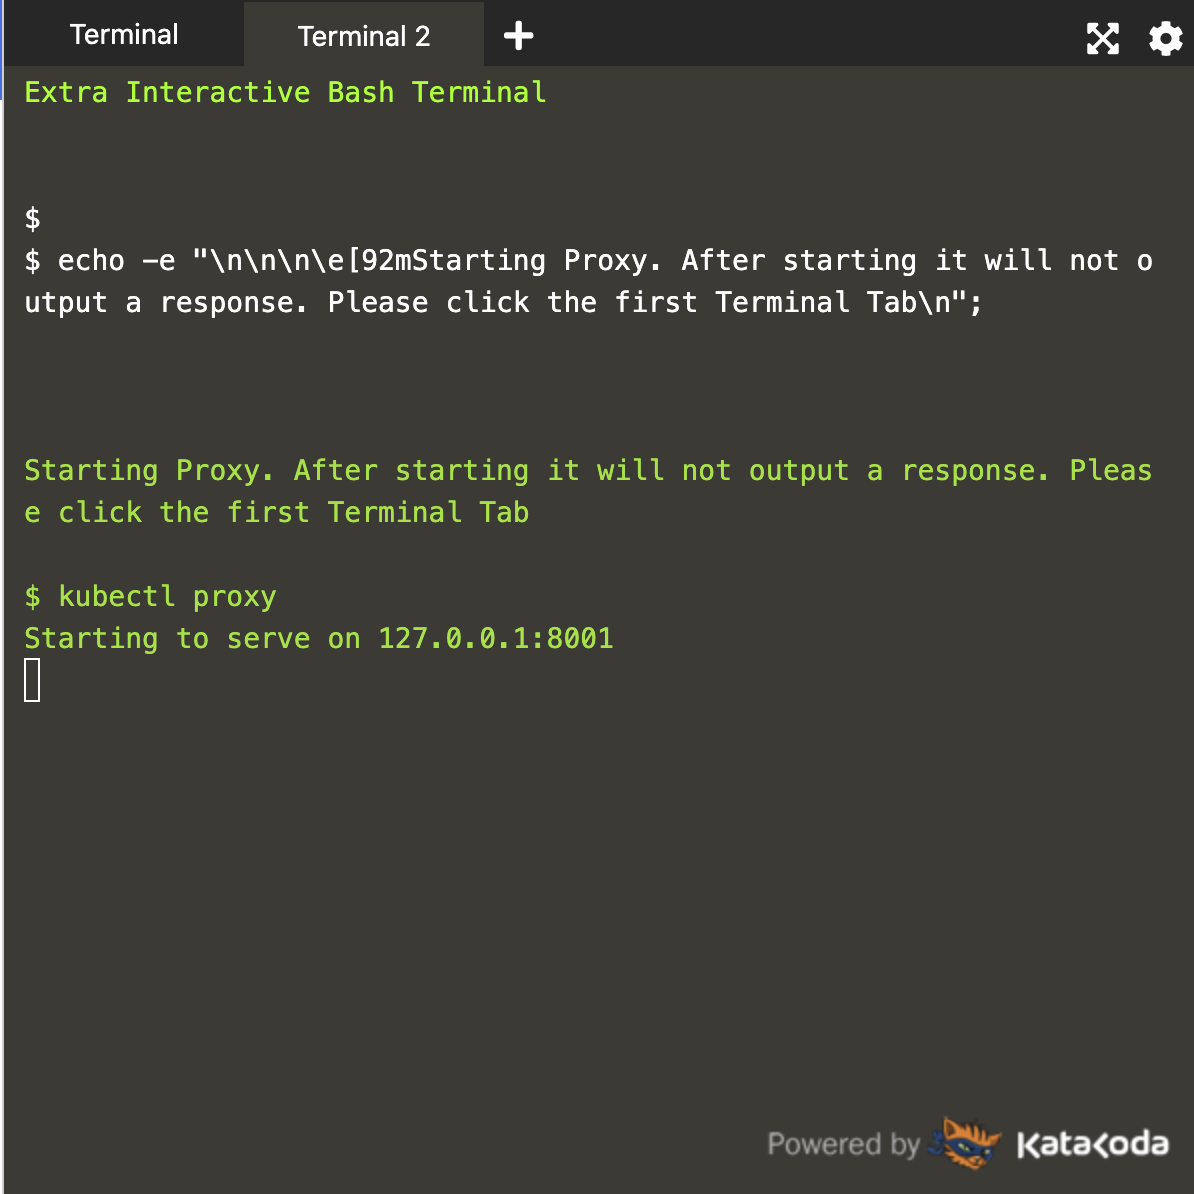 Terminal Terminal 2 +
Extra Interactive Bash Terminal
$
$ echo -e "\n\n\n\e[92mStarting Proxy. After starting it will not o
utput a response. Please click the first Terminal Tab\n";
Starting Proxy. After starting it will not output a response. Pleas
e click the first Terminal Tab
$ kubectl proxy
Starting to serve on 127.0.0.1:8001
Powered by Katacoda